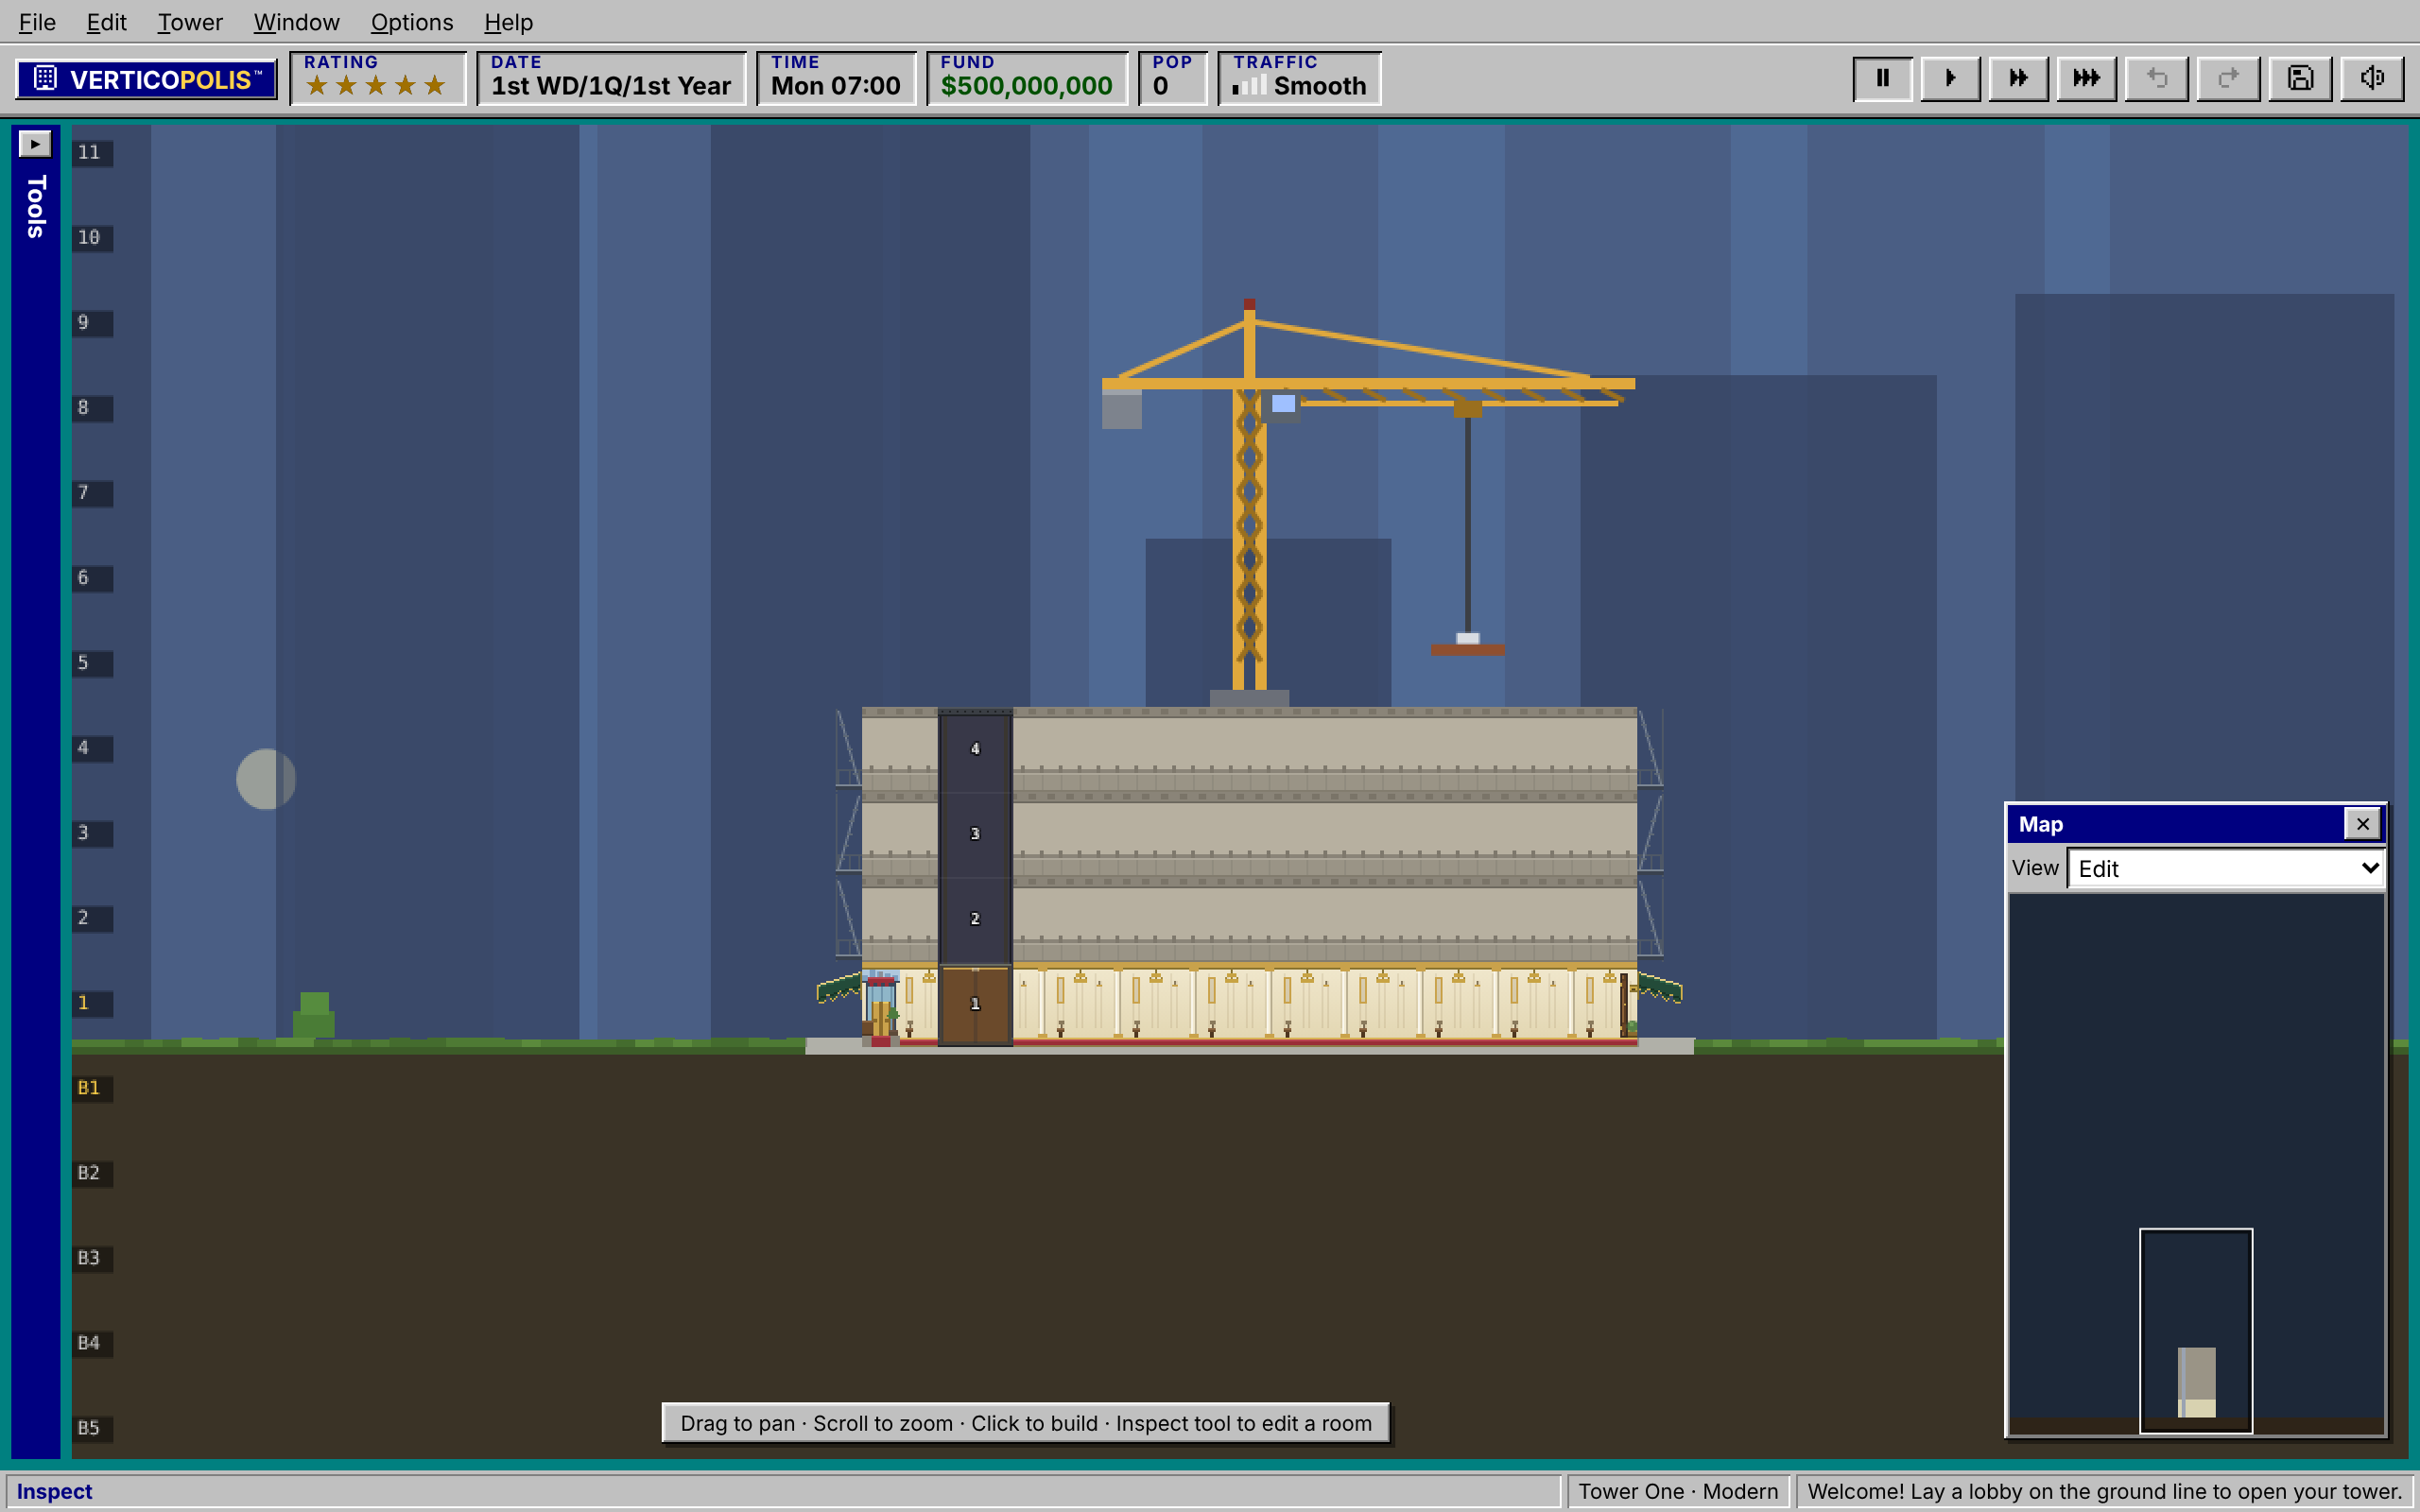 File Edit Tower Window Options Help
VERTICOPOLIS™
RATING
★★★★★
DATE
1st WD/1Q/1st Year
TIME
Mon 07:00
FUND
$500,000,000
POP
0
TRAFFIC
Smooth
Tools
11
10
9
8
7
6
5
4
3
2
1
B1
B2
B3
B4
B5
4
3
2
1
Map
View Edit
Drag to pan · Scroll to zoom · Click to build · Inspect tool to edit a room
Inspect
Tower One · Modern
Welcome! Lay a lobby on the ground line to open your tower.